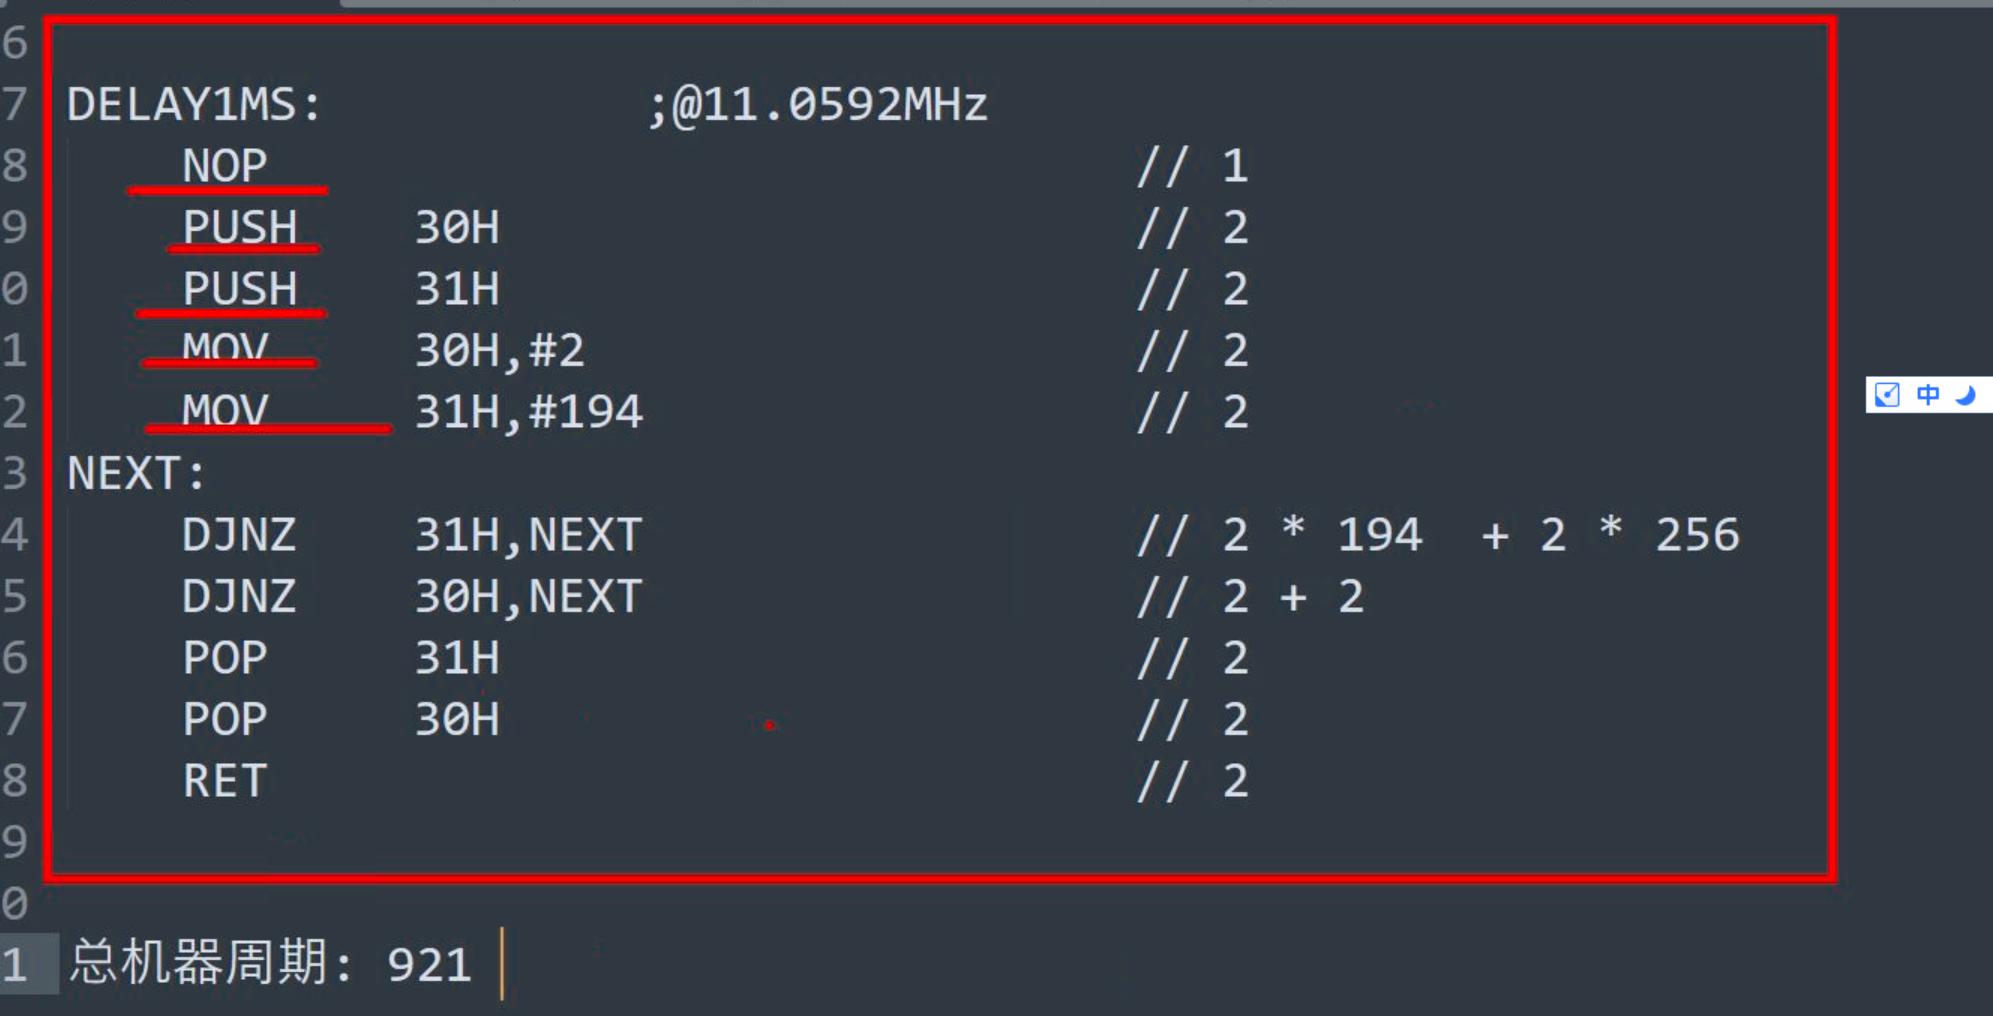 6
7 DELAY1MS: ;@11.0592MHz
8 NOP // 1
9 PUSH 30H // 2
0 PUSH 31H // 2
1 MOV 30H,#2 // 2
2 MOV 31H,#194 // 2
3 NEXT:
4 DJNZ 31H,NEXT // 2 * 194 + 2 * 256
5 DJNZ 30H,NEXT // 2 + 2
6 POP 31H // 2
7 POP 30H // 2
8 RET // 2
9
0
1 总机器周期: 921
中